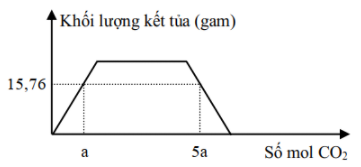 Khối lượng kết tủa (gam)
15,76
a
5a
Số mol CO₂